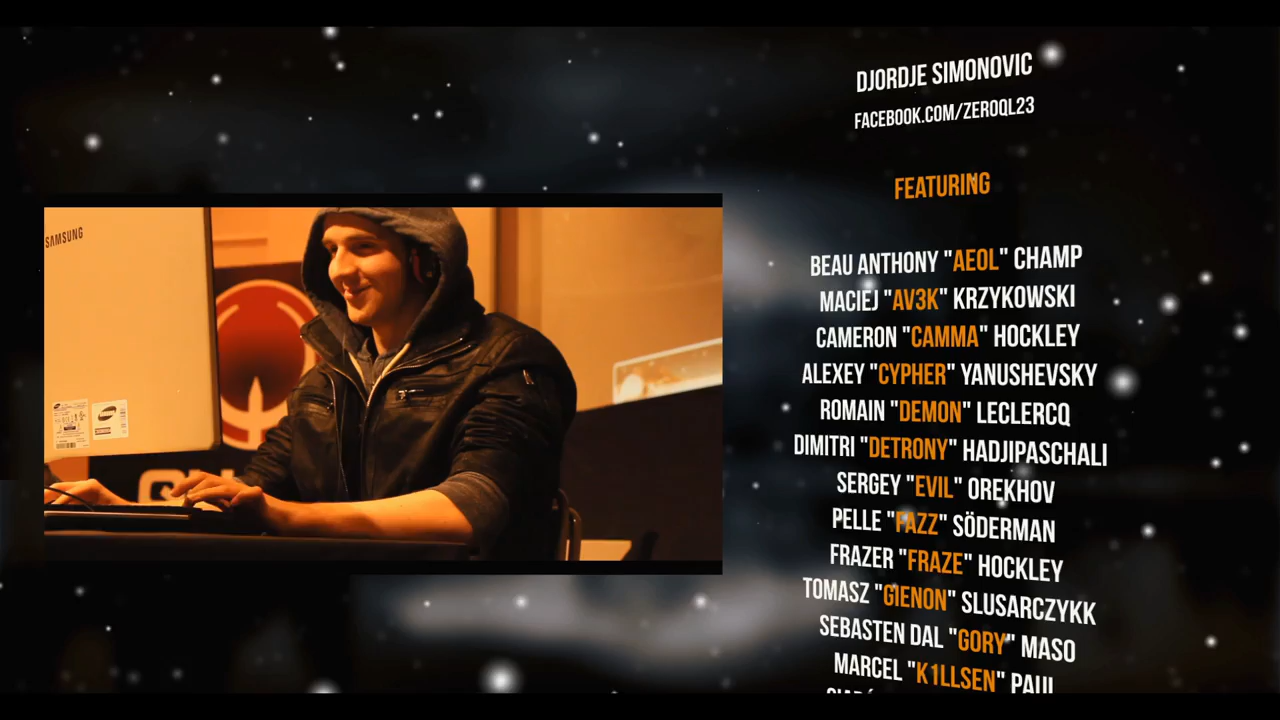 DJORDJE SIMONOVIC
FACEBOOK.COM/ZEROQL23
FEATURING
BEAU ANTHONY "AEOL" CHAMP
MACIEJ "AV3K" KRZYKOWSKI
CAMERON "CAMMA" HOCKLEY
ALEXEY "CYPHER" YANUSHEVSKY
ROMAIN "DEMON" LECLERCQ
DIMITRI "DETRONY" HADJIPASCHALI
SERGEY "EVIL" OREKHOV
PELLE "FAZZ" SÖDERMAN
FRAZER "FRAZE" HOCKLEY
TOMASZ "GIENON" SLUSARCZYKK
SEBASTEN DAL "GORY" MASO
MARCEL "K1LLSEN" PAUL
SAMSUNG